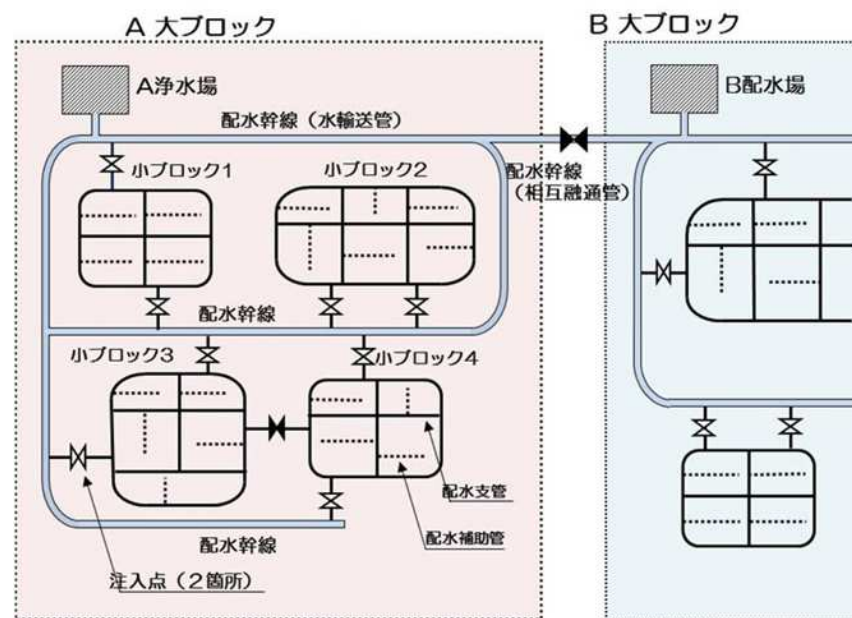 A 大ブロック
B 大ブロック
A浄水場
B配水場
配水幹線（水輸送管）
配水幹線
（相互融通管）
小ブロック1
小ブロック2
配水幹線
小ブロック3
小ブロック4
配水支管
配水補助管
配水幹線
注入点（２箇所）